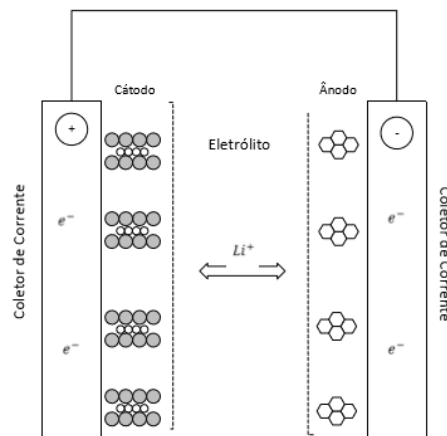 Cátodo
Ânodo
+
-
Eletrólito
Coletor de Corrente
Coletor de Corrente
e⁻
e⁻
Li⁺
e⁻
e⁻